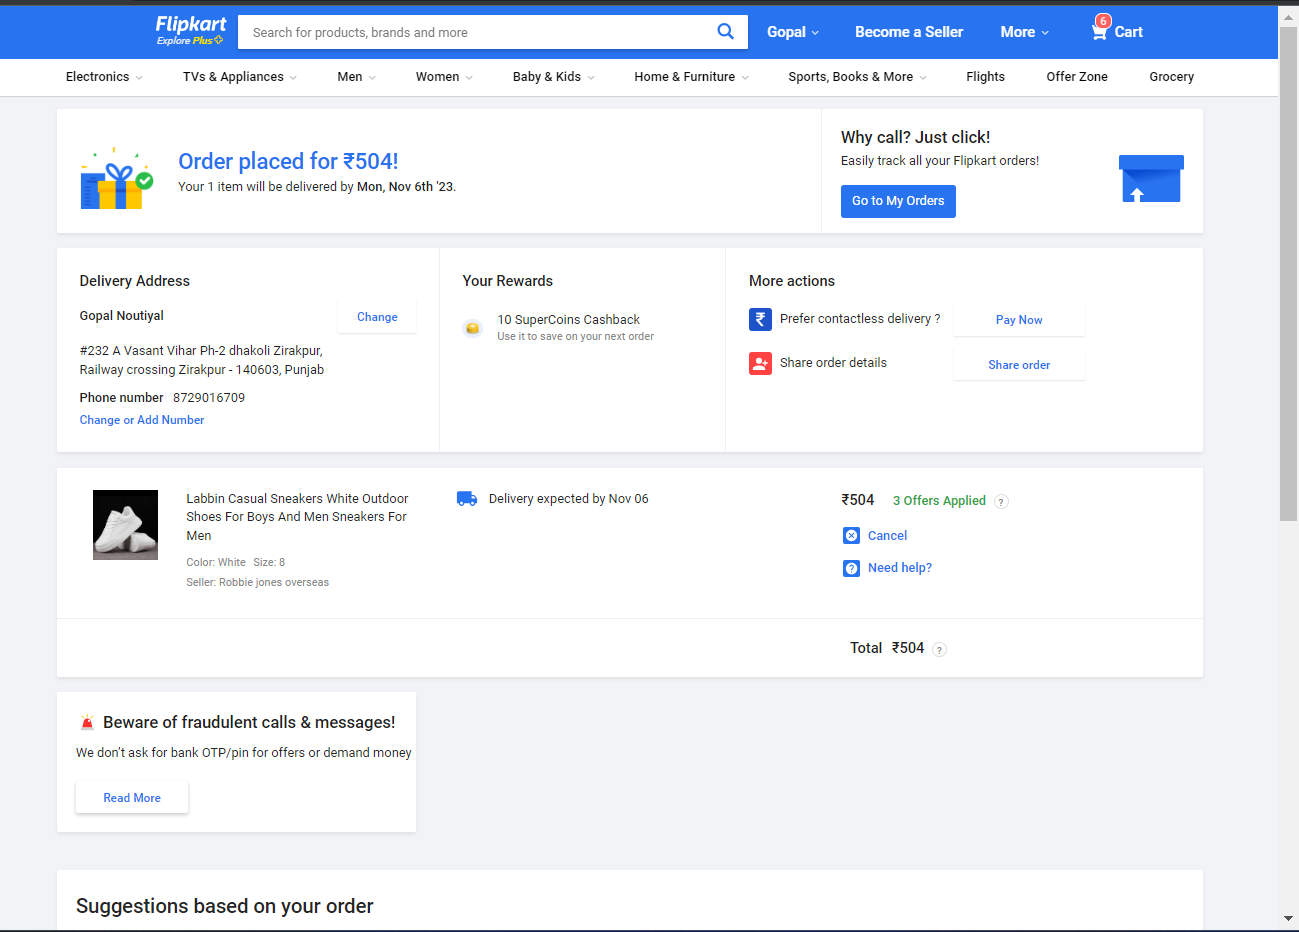 Flipkart
Explore Plus
Search for products, brands and more
Gopal
Become a Seller
More
6
Cart
Electronics
TVs & Appliances
Men
Women
Baby & Kids
Home & Furniture
Sports, Books & More
Flights
Offer Zone
Grocery
Order placed for ₹504!
Your 1 item will be delivered by Mon, Nov 6th '23.
Why call? Just click!
Easily track all your Flipkart orders!
Go to My Orders
Delivery Address
Gopal Noutiyal
Change
#232 A Vasant Vihar Ph-2 dhakoli Zirakpur,
Railway crossing Zirakpur - 140603, Punjab
Phone number 8729016709
Change or Add Number
Your Rewards
10 SuperCoins Cashback
Use it to save on your next order
More actions
₹ Prefer contactless delivery ?
Pay Now
Share order details
Share order
Labbin Casual Sneakers White Outdoor
Shoes For Boys And Men Sneakers For
Men
Color: White Size: 8
Seller: Robbie jones overseas
Delivery expected by Nov 06
₹504 3 Offers Applied ?
Cancel
? Need help?
Total ₹504 ?
Beware of fraudulent calls & messages!
We don't ask for bank OTP/pin for offers or demand money
Read More
Suggestions based on your order